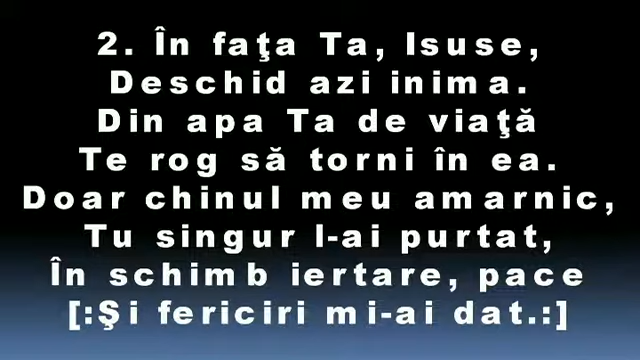 2. În faţa Ta, Isuse,
Deschid azi inima.
Din apa Ta de viaţă
Te rog să torni în ea.
Doar chinul meu amarnic,
Tu singur l-ai purtat,
În schimb iertare, pace
[:Şi fericiri mi-ai dat.:]